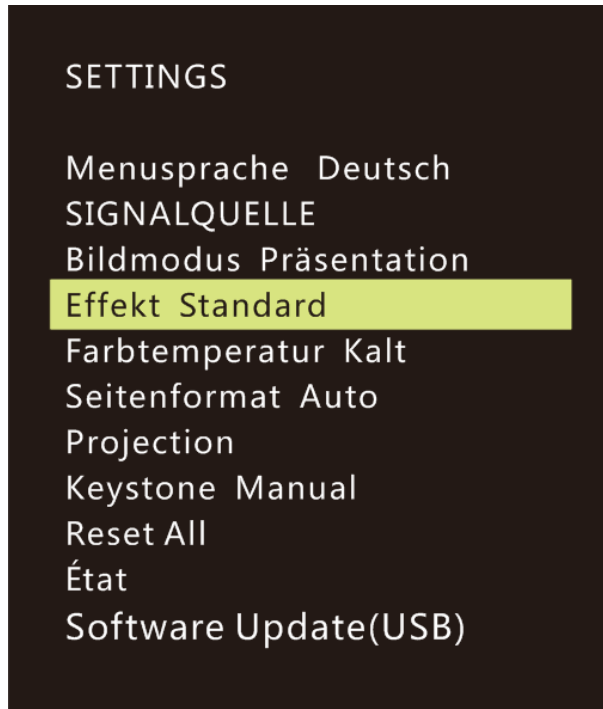 SETTINGS
Menusprache Deutsch
SIGNALQUELLE
Bildmodus Präsentation
Effekt Standard
Farbtemperatur Kalt
Seitenformat Auto
Projection
Keystone Manual
Reset All
État
Software Update(USB)